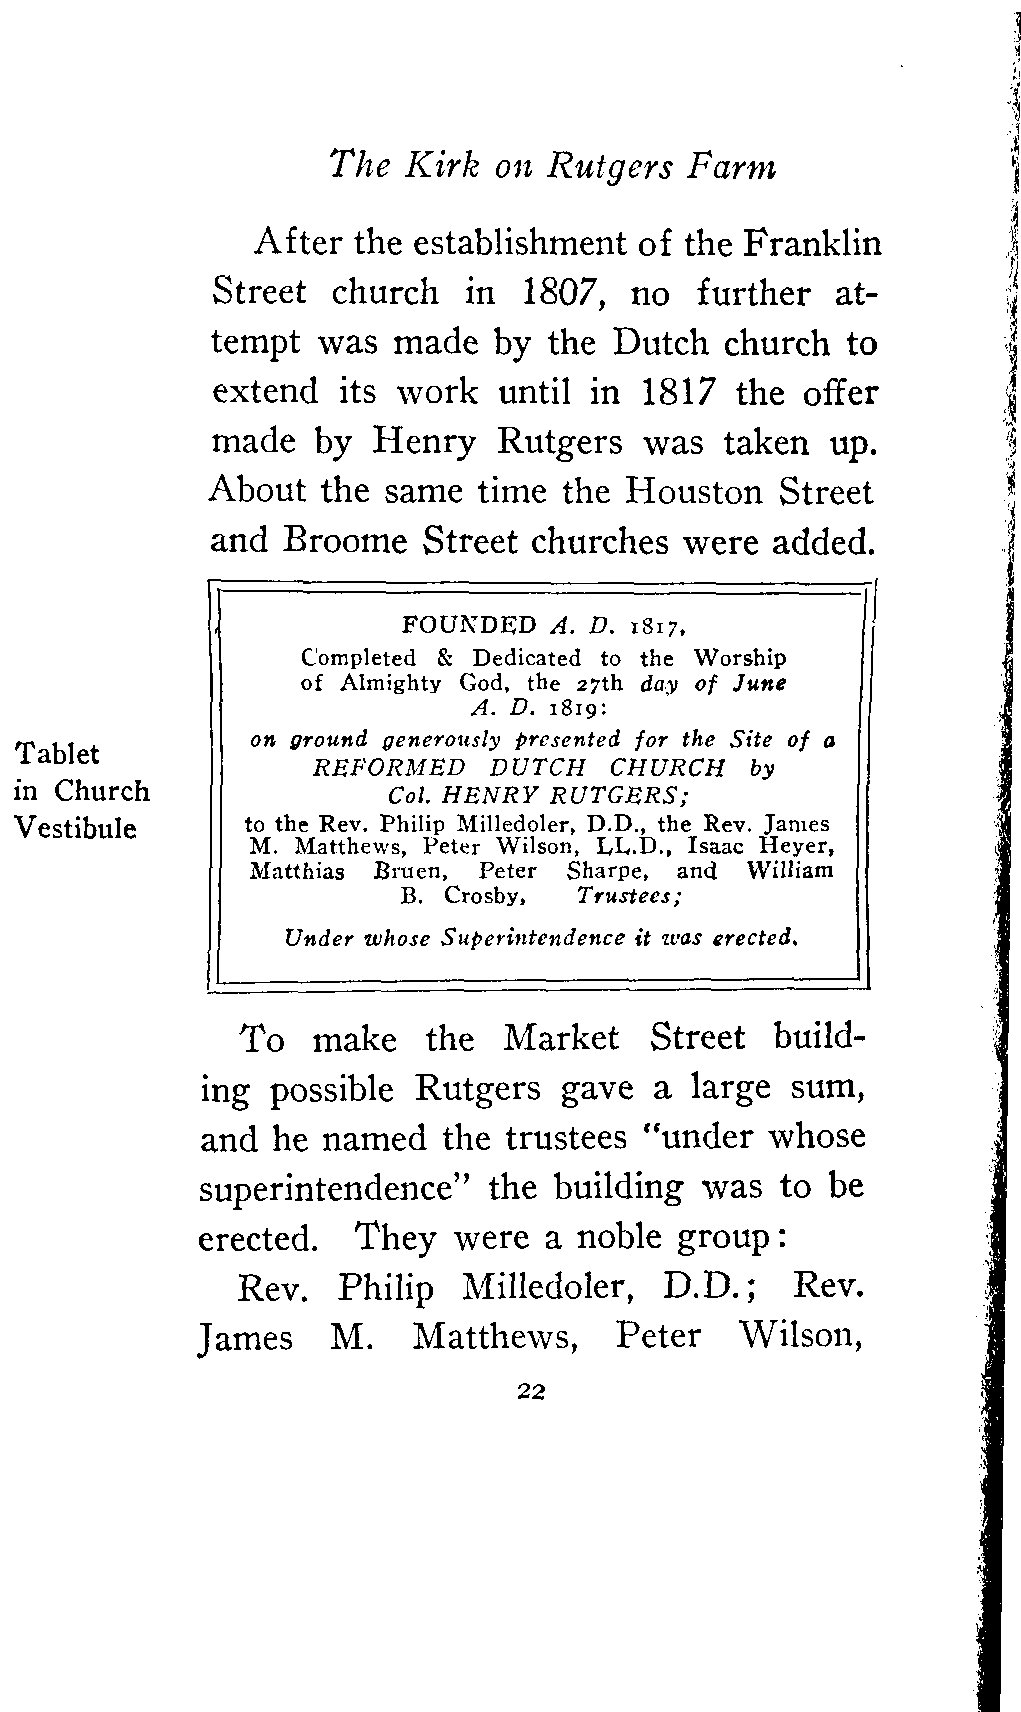 The Kirk on Rutgers Farm
After the establishment of the Franklin
Street church in 1807, no further at-
tempt was made by the Dutch church to
extend its work until in 1817 the offer
made by Henry Rutgers was taken up.
About the same time the Houston Street
and Broome Street churches were added.
Tablet
in Church
Vestibule
FOUNDED A. D. 1817,
Completed & Dedicated to the Worship
of Almighty God, the 27th day of June
A. D. 1819:
on ground generously presented for the Site of a
REFORMED DUTCH CHURCH by
Col. HENRY RUTGERS;
to the Rev. Philip Milledoler, D.D., the Rev. James
M. Matthews, Peter Wilson, LL.D., Isaac Heyer,
Matthias Bruen, Peter Sharpe, and William
B. Crosby, Trustees;
Under whose Superintendence it was erected.
To make the Market Street build-
ing possible Rutgers gave a large sum,
and he named the trustees "under whose
superintendence" the building was to be
erected. They were a noble group:
Rev. Philip Milledoler, D.D.; Rev.
James M. Matthews, Peter Wilson,
22